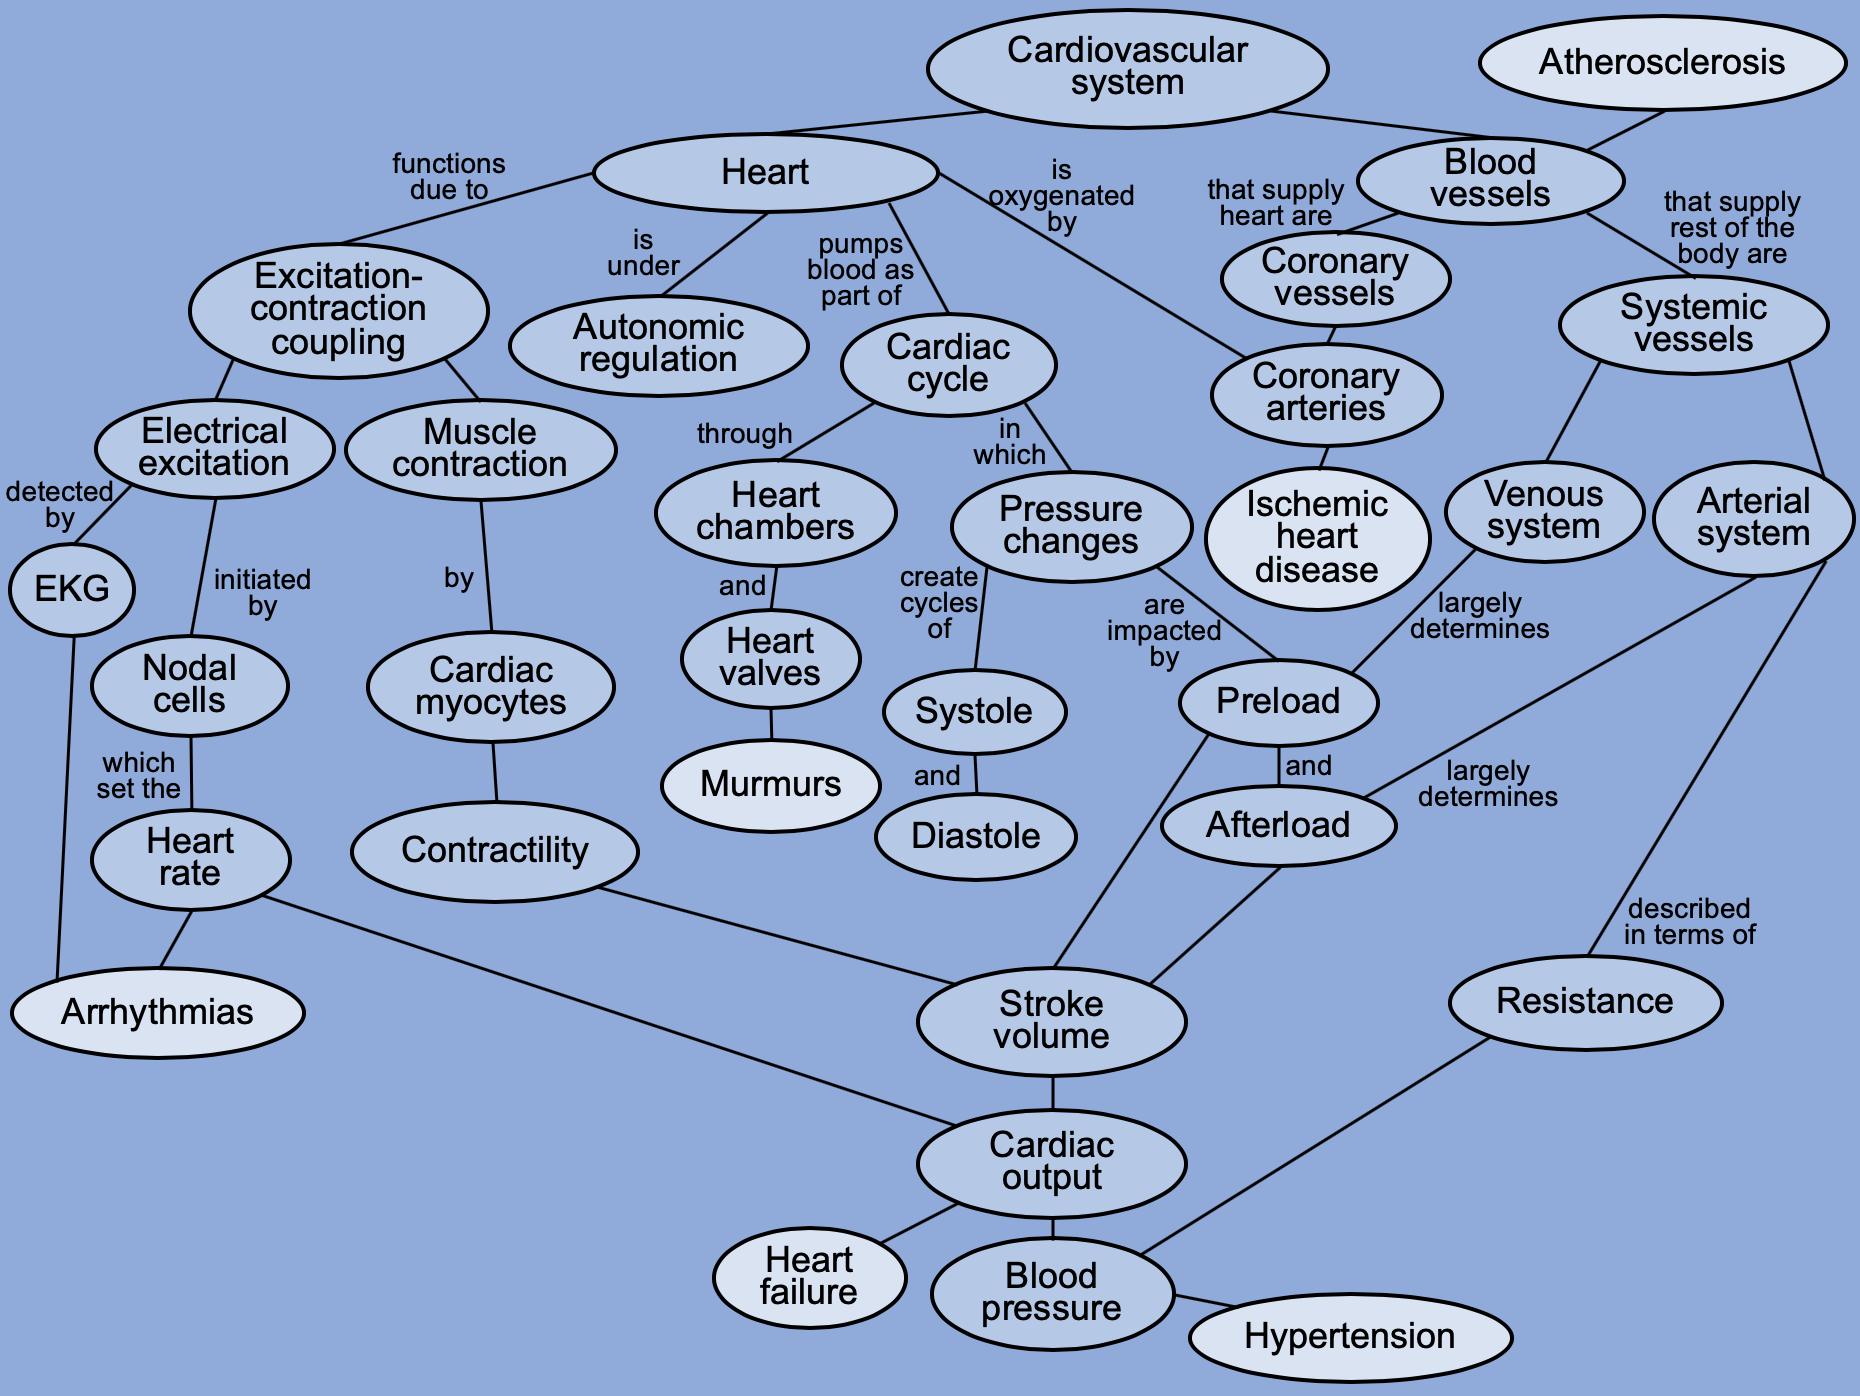 Cardiovascular
system
Atherosclerosis
Heart
Blood
vessels
functions
due to
is
under
pumps
blood as
part of
is
oxygenated
by
that supply
heart are
that supply
rest of the
body are
Excitation-
contraction
coupling
Autonomic
regulation
Cardiac
cycle
Coronary
vessels
Systemic
vessels
Coronary
arteries
Electrical
excitation
Muscle
contraction
through
in
which
detected
by
Heart
chambers
Pressure
changes
Ischemic
heart
disease
Venous
system
Arterial
system
EKG
initiated
by
by
and
create
cycles
of
are
impacted
by
largely
determines
Nodal
cells
Cardiac
myocytes
Heart
valves
Systole
Preload
which
set the
Murmurs
and
and
largely
determines
Heart
rate
Contractility
Diastole
Afterload
described
in terms of
Arrhythmias
Stroke
volume
Resistance
Cardiac
output
Heart
failure
Blood
pressure
Hypertension